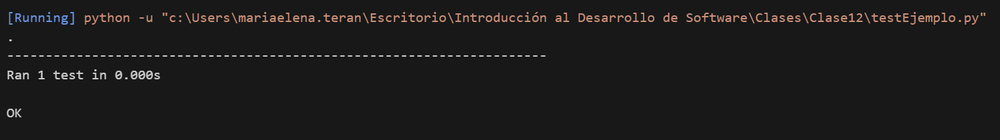 [Running] python -u "c:\Users\mariaelena.teran\Escritorio\Introducción al Desarrollo de Software\Clases\Clase12\testEjemplo.py"
.
----------------------------------------------------------------------
Ran 1 test in 0.000s

OK